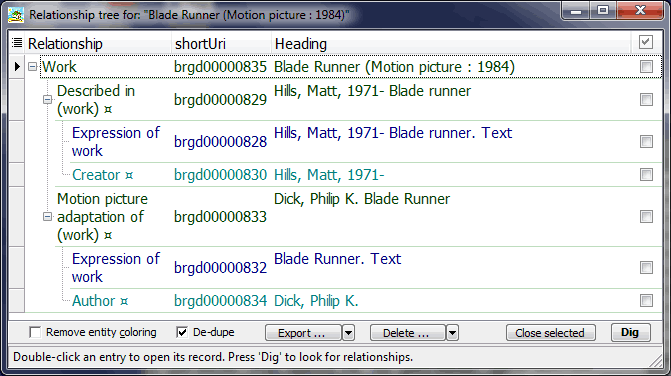 Relationship tree for: "Blade Runner (Motion picture : 1984)"
Relationship shortUri Heading
Work brgd00000835 Blade Runner (Motion picture : 1984)
Described in (work) ¤ brgd00000829 Hills, Matt, 1971- Blade runner
Expression of work brgd00000828 Hills, Matt, 1971- Blade runner. Text
Creator ¤ brgd00000830 Hills, Matt, 1971-
Motion picture adaptation of (work) ¤ brgd00000833 Dick, Philip K. Blade Runner
Expression of work brgd00000832 Blade Runner. Text
Author ¤ brgd00000834 Dick, Philip K.
Remove entity coloring De-dupe Export ... Delete ... Close selected Dig
Double-click an entry to open its record. Press 'Dig' to look for relationships.